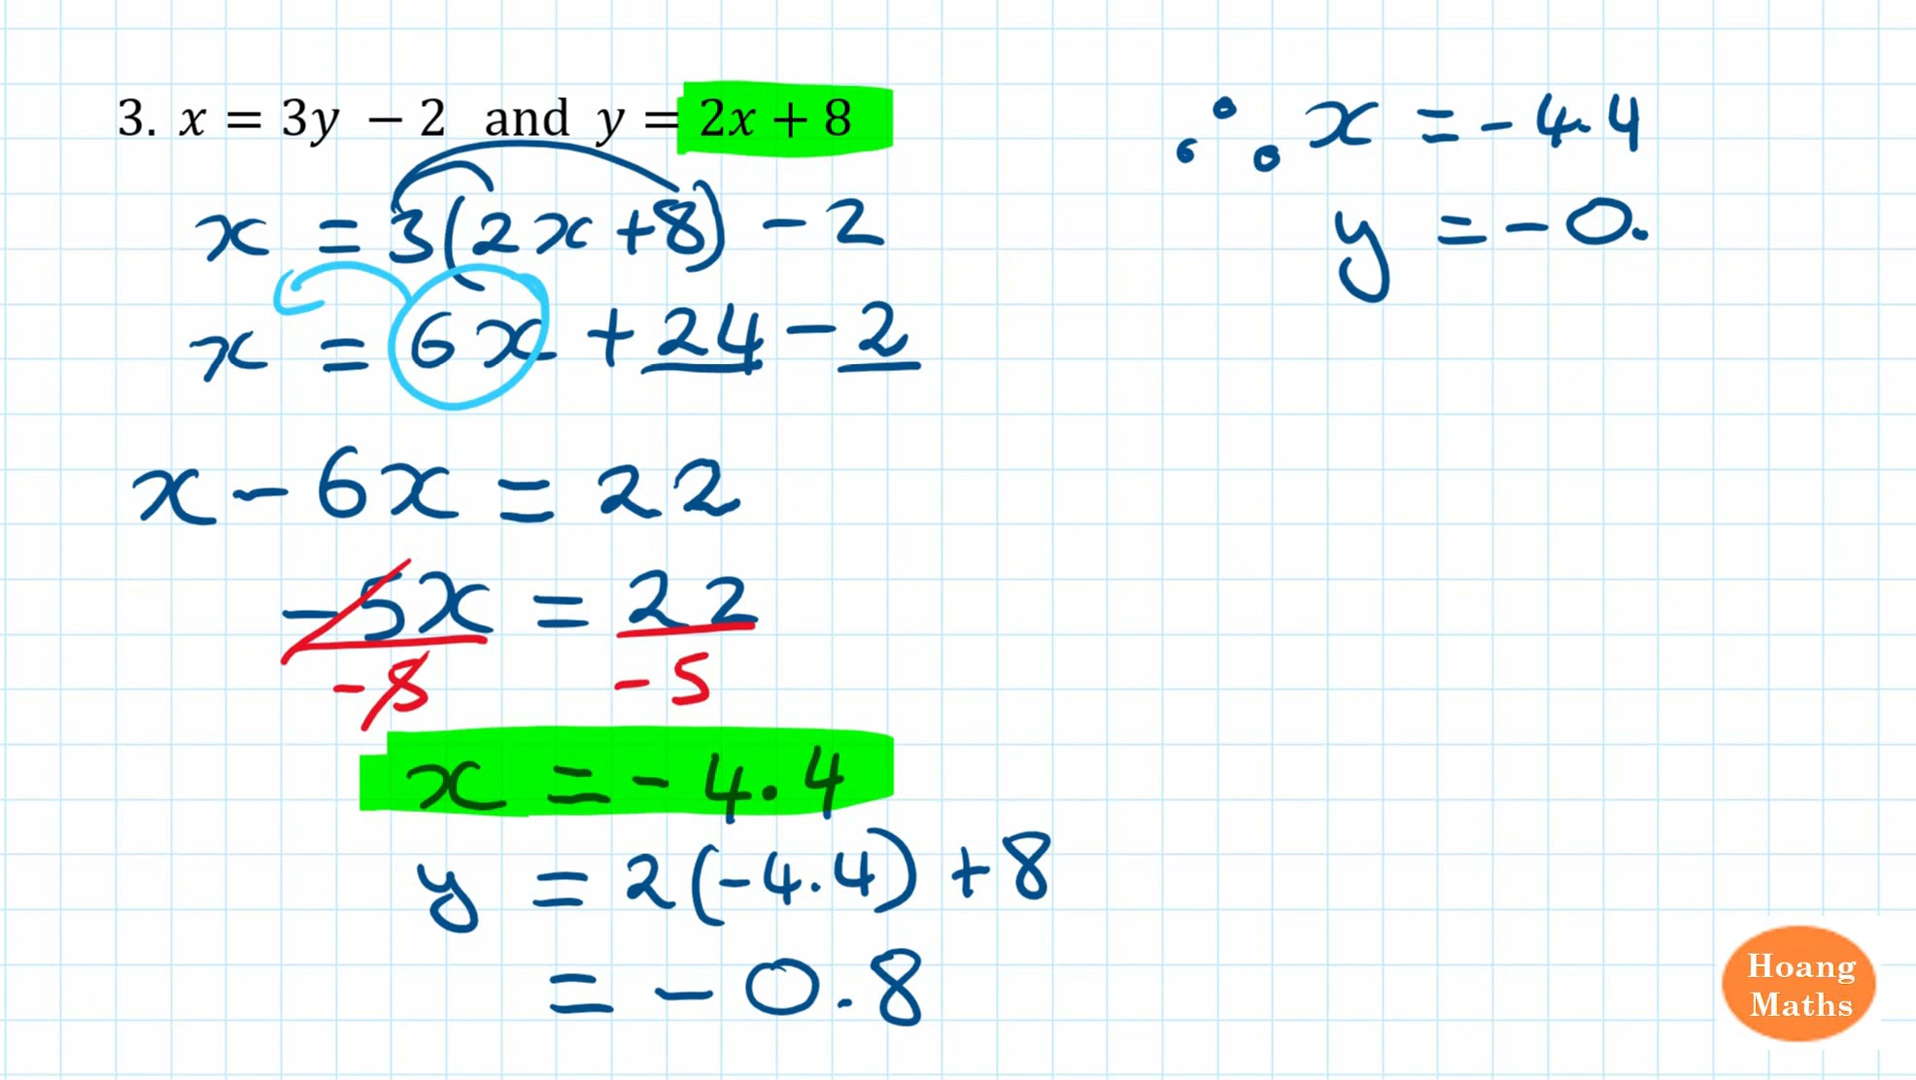 3. x = 3y − 2 and y = 2x + 8
x = 3(2x +8) − 2
x = 6x + 24 − 2
x − 6x = 22
−5x = 22
−5 −5
x = −4.4
y = 2(−4.4) +8
= −0.8
∴ x = −4.4
y = −0.
Hoang
Maths